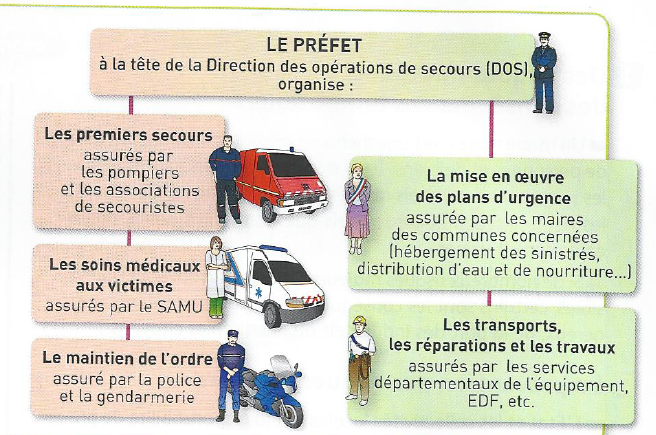 LE PRÉFET
à la tête de la Direction des opérations de secours (DOS),
organise :
Les premiers secours
assurés par
les pompiers
et les associations
de secouristes
Les soins médicaux
aux victimes
assurés par le SAMU
Le maintien de l'ordre
assuré par la police
et la gendarmerie
La mise en œuvre
des plans d'urgence
assurée par les maires
des communes concernées
(hébergement des sinistrés,
distribution d'eau et de nourriture...)
Les transports,
les réparations et les travaux
assurés par les services
départementaux de l'équipement,
EDF, etc.